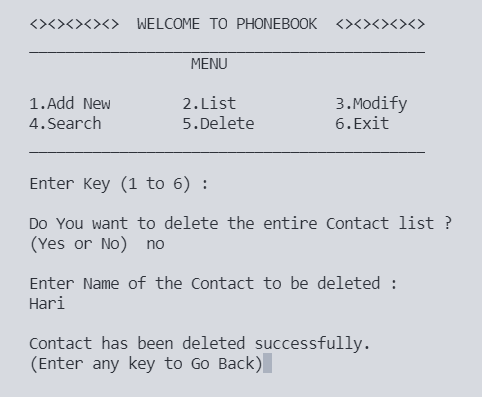 <><><><><>  WELCOME TO PHONEBOOK  <><><><><>
MENU
1.Add New        2.List           3.Modify
4.Search         5.Delete         6.Exit
Enter Key (1 to 6) :
Do You want to delete the entire Contact list ?
(Yes or No)  no
Enter Name of the Contact to be deleted :
Hari
Contact has been deleted successfully.
(Enter any key to Go Back)